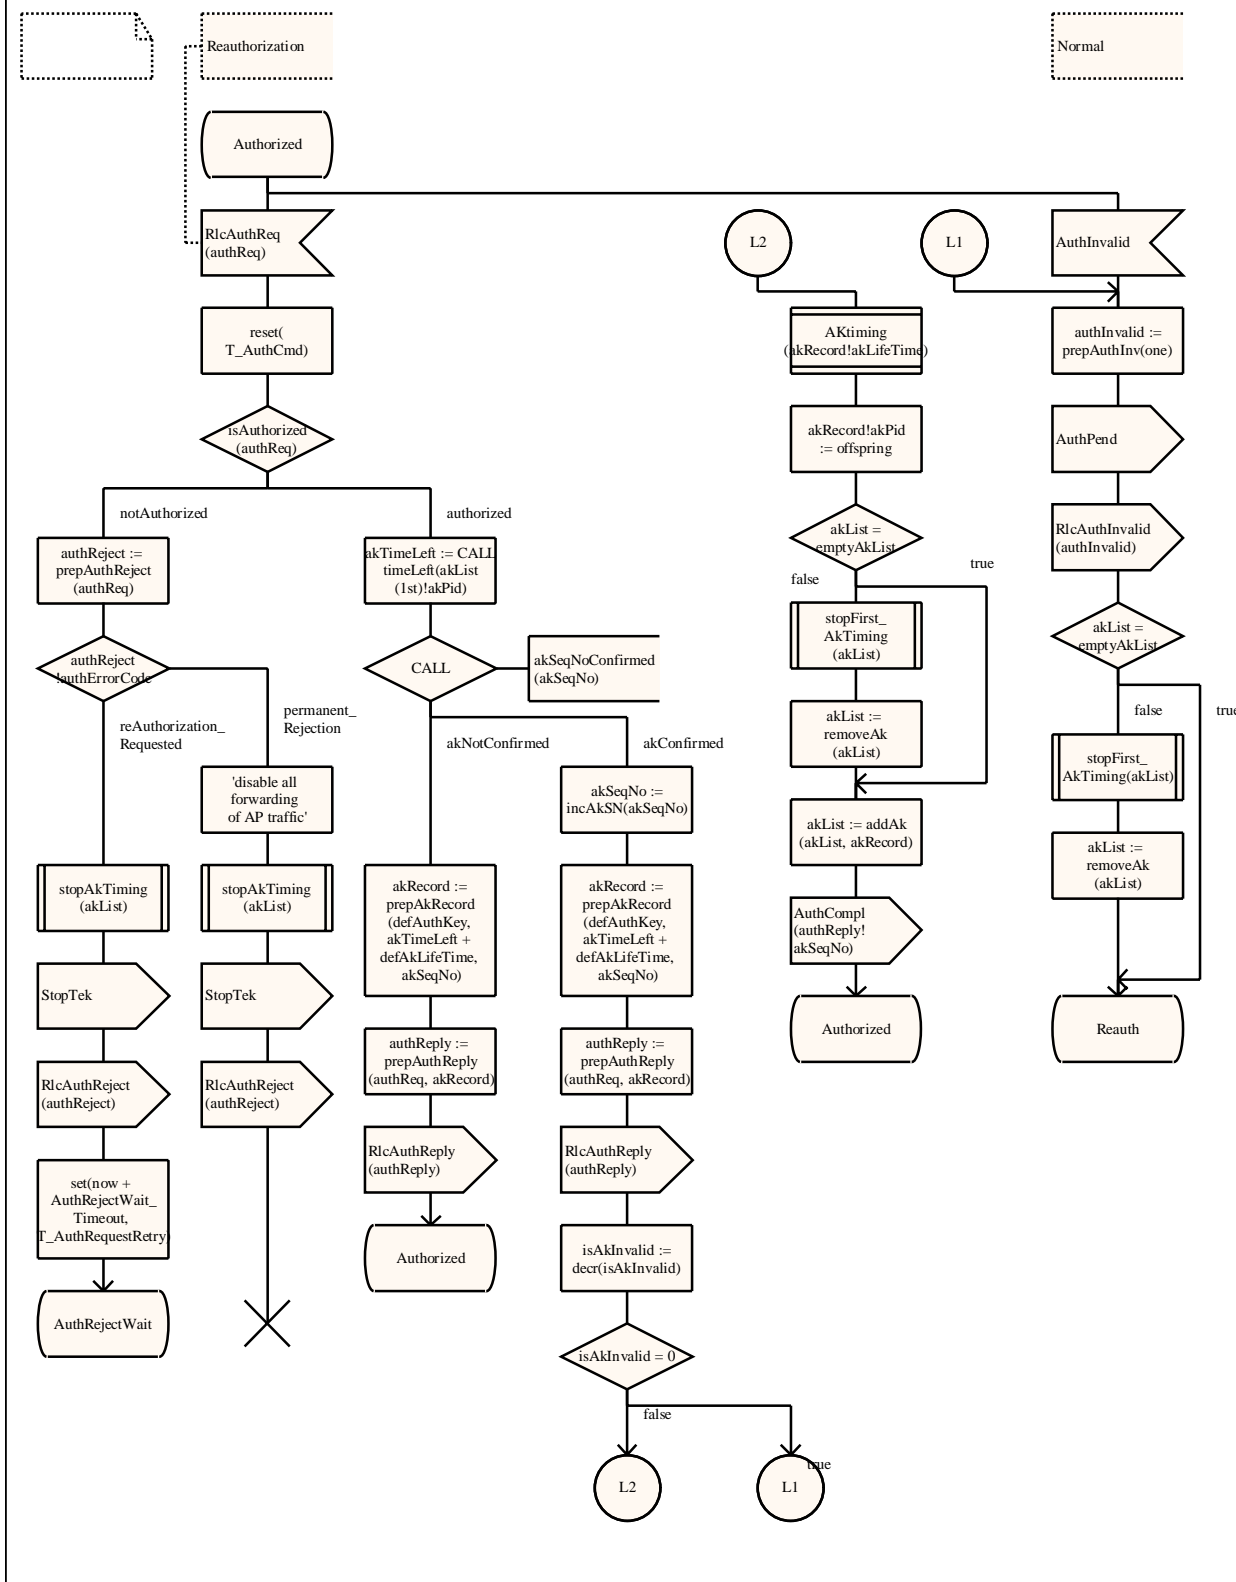 Reauthorization
Normal
Authorized
RlcAuthReq
(authReq)
L2
L1
AuthInvalid
reset(
T_AuthCmd)
AKtiming
(akRecord!akLifeTime)
authInvalid :=
prepAuthInv(one)
isAuthorized
(authReq)
akRecord!akPid
:= offspring
AuthPend
notAuthorized
authorized
authReject :=
prepAuthReject
(authReq)
akTimeLeft := CALL
timeLeft(akList
(1st)!akPid)
akList =
emptyAkList
true
false
RlcAuthInvalid
(authInvalid)
authReject
!authErrorCode
CALL
akSeqNoConfirmed
(akSeqNo)
stopFirst_
AkTiming
(akList)
akList =
emptyAkList
reAuthorization_
Requested
permanent_
Rejection
akNotConfirmed
akConfirmed
akList :=
removeAk
(akList)
false
true
'disable all
forwarding
of AP traffic'
akSeqNo :=
incAkSN(akSeqNo)
stopFirst_
AkTiming(akList)
akList := addAk
(akList, akRecord)
stopAkTiming
(akList)
stopAkTiming
(akList)
akRecord :=
prepAkRecord
(defAuthKey,
akTimeLeft +
defAkLifeTime,
akSeqNo)
akRecord :=
prepAkRecord
(defAuthKey,
akTimeLeft +
defAkLifeTime,
akSeqNo)
AuthCompl
(authReply!
akSeqNo)
akList :=
removeAk
(akList)
StopTek
StopTek
authReply :=
prepAuthReply
(authReq, akRecord)
authReply :=
prepAuthReply
(authReq, akRecord)
Authorized
Reauth
RlcAuthReject
(authReject)
RlcAuthReject
(authReject)
RlcAuthReply
(authReply)
RlcAuthReply
(authReply)
set(now +
AuthRejectWait_
Timeout,
T_AuthRequestRetry)
Authorized
isAkInvalid :=
decr(isAkInvalid)
AuthRejectWait
isAkInvalid = 0
false
true
L2
L1